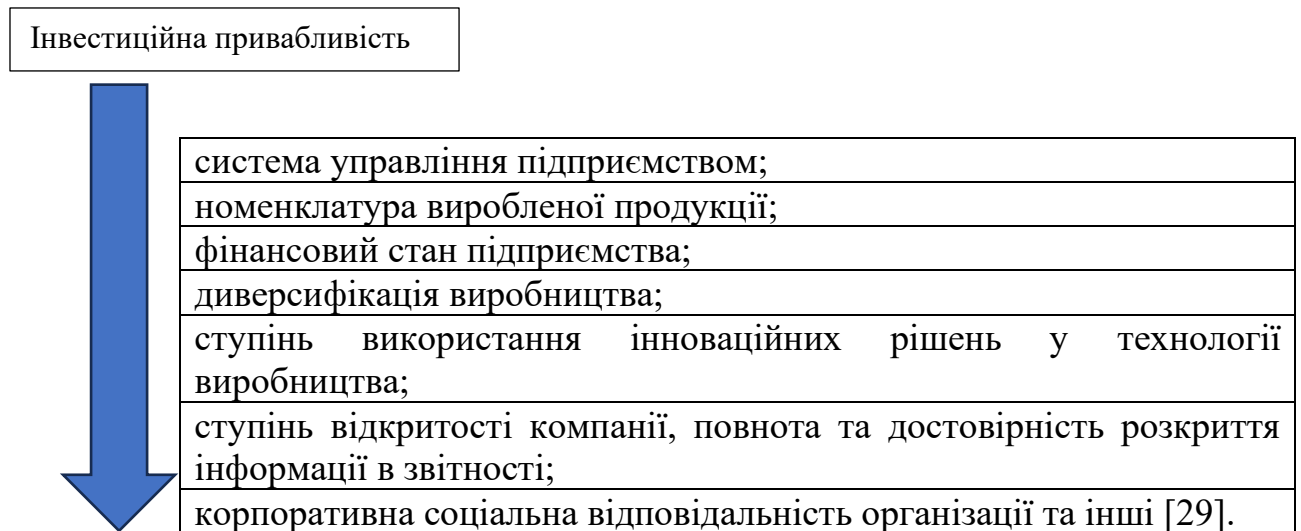 Інвестиційна привабливість
система управління підприємством;
номенклатура виробленої продукції;
фінансовий стан підприємства;
диверсифікація виробництва;
ступінь використання інноваційних рішень у технології
виробництва;
ступінь відкритості компанії, повнота та достовірність розкриття
інформації в звітності;
корпоративна соціальна відповідальність організації та інші [29].